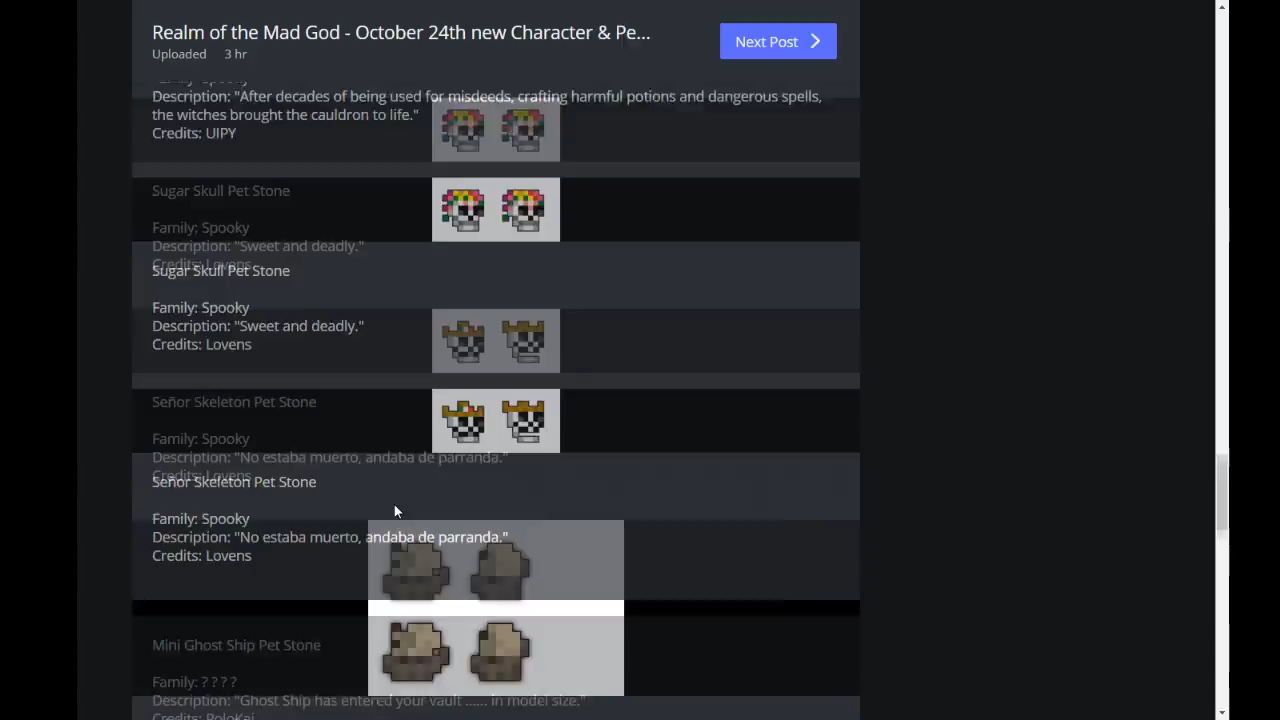 Realm of the Mad God - October 24th new Character & Pe...
Next Post
Uploaded 3 hr
Description: "After decades of being used for misdeeds, crafting harmful potions and dangerous spells,
the witches brought the cauldron to life."
Credits: UIPY
Sugar Skull Pet Stone
Family: Spooky
Description: "Sweet and deadly."
Credits: Lovens
Sugar Skull Pet Stone
Family: Spooky
Description: "Sweet and deadly."
Credits: Lovens
Señor Skeleton Pet Stone
Family: Spooky
Description: "No estaba muerto, andaba de parranda."
Credits: Lovens
Señor Skeleton Pet Stone
Family: Spooky
Description: "No estaba muerto, andaba de parranda."
Credits: Lovens
Mini Ghost Ship Pet Stone
Family: ? ? ? ?
Description: "Ghost Ship has entered your vault ...... in model size."